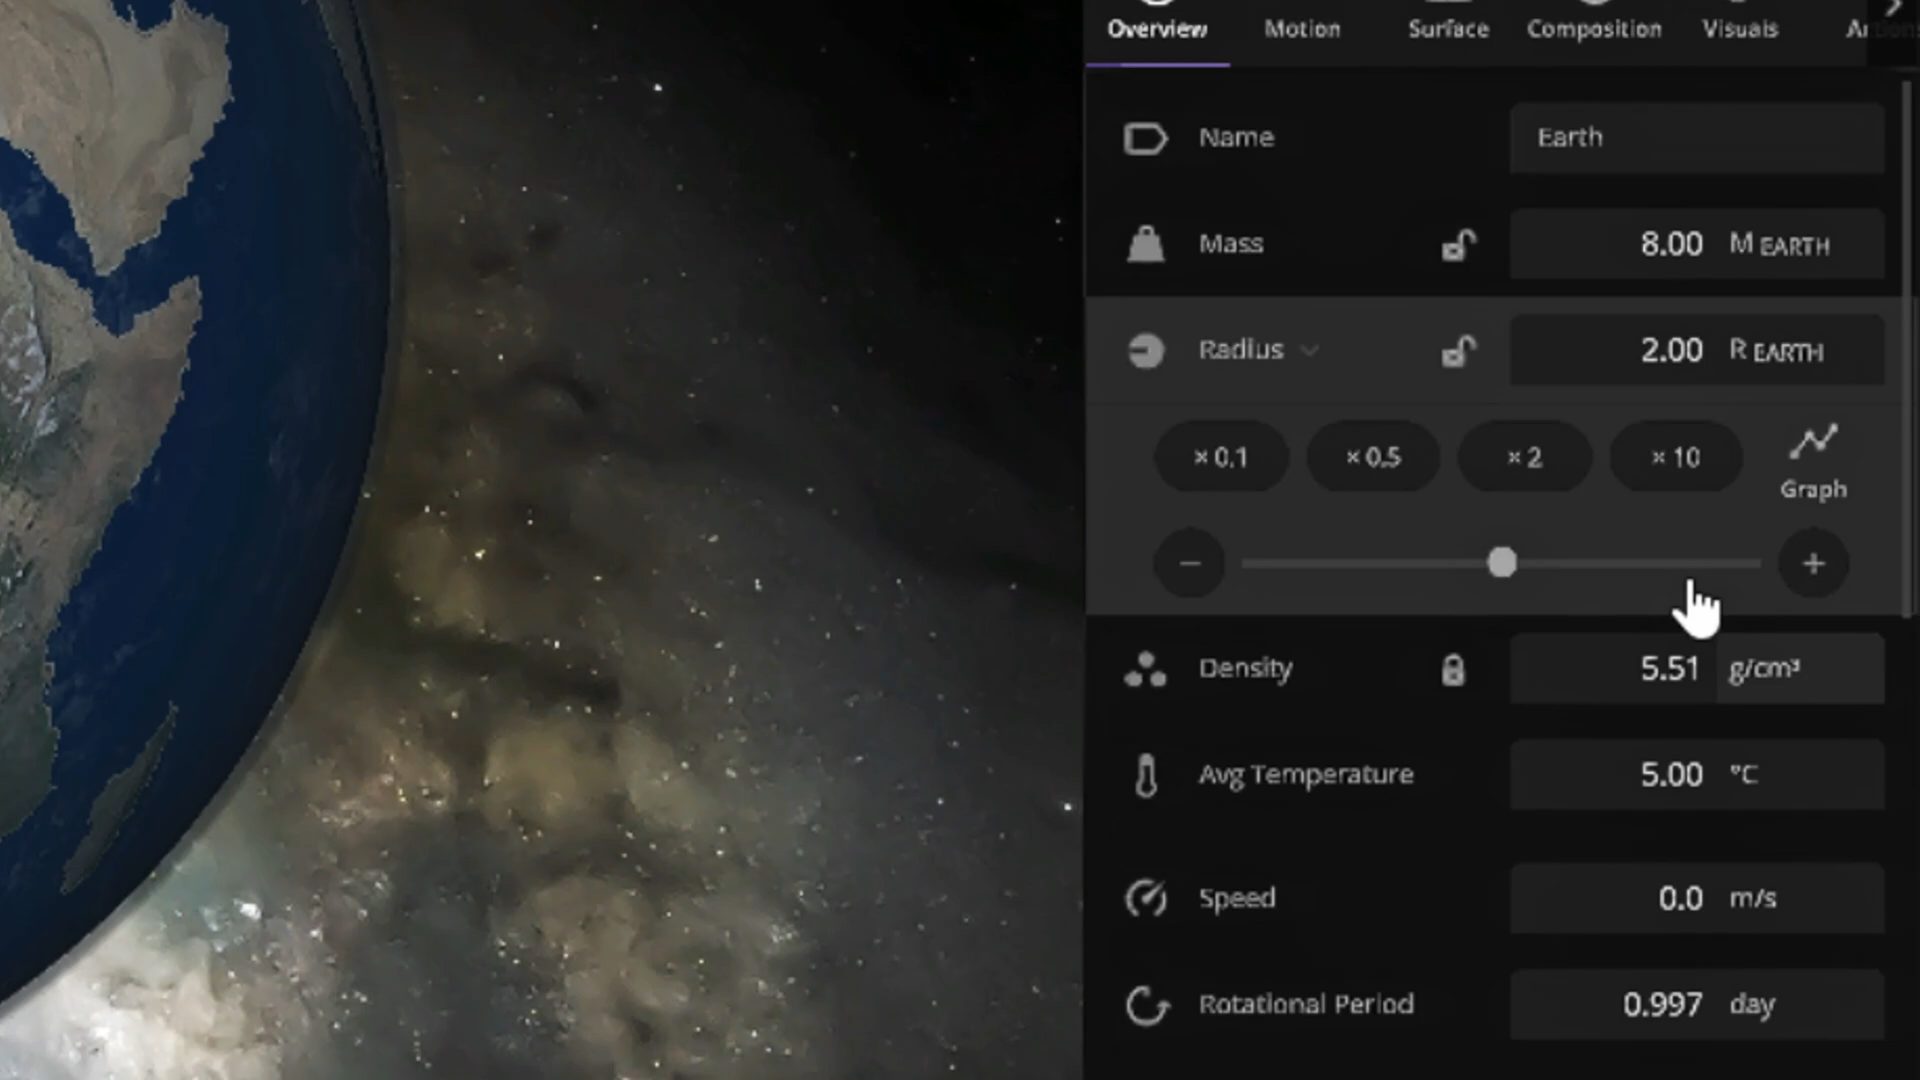 Overview Motion Surface Composition Visuals
Name Earth
Mass 8.00 M EARTH
Radius 2.00 R EARTH
× 0.1 × 0.5 × 2 × 10 Graph
− +
Density 5.51 g/cm³
Avg Temperature 5.00 °C
Speed 0.0 m/s
Rotational Period 0.997 day